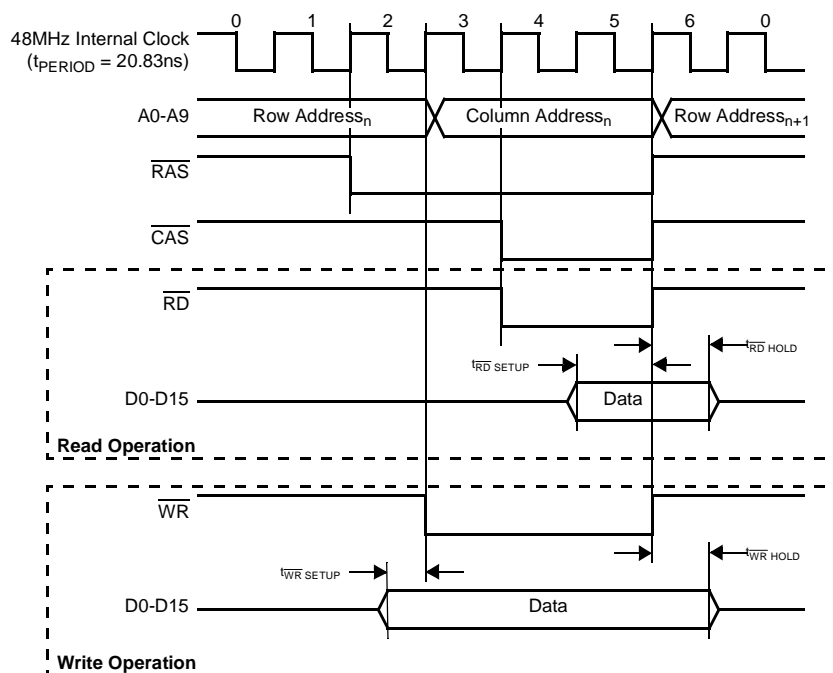 0 1 2 3 4 5 6 0
48MHz Internal Clock
(tPERIOD = 20.83ns)
A0-A9 Row Addressn Column Addressn Row Addressn+1
RAS
CAS
RD
tRD SETUP tRD HOLD
D0-D15 Data
Read Operation
WR
tWR SETUP tWR HOLD
D0-D15 Data
Write Operation